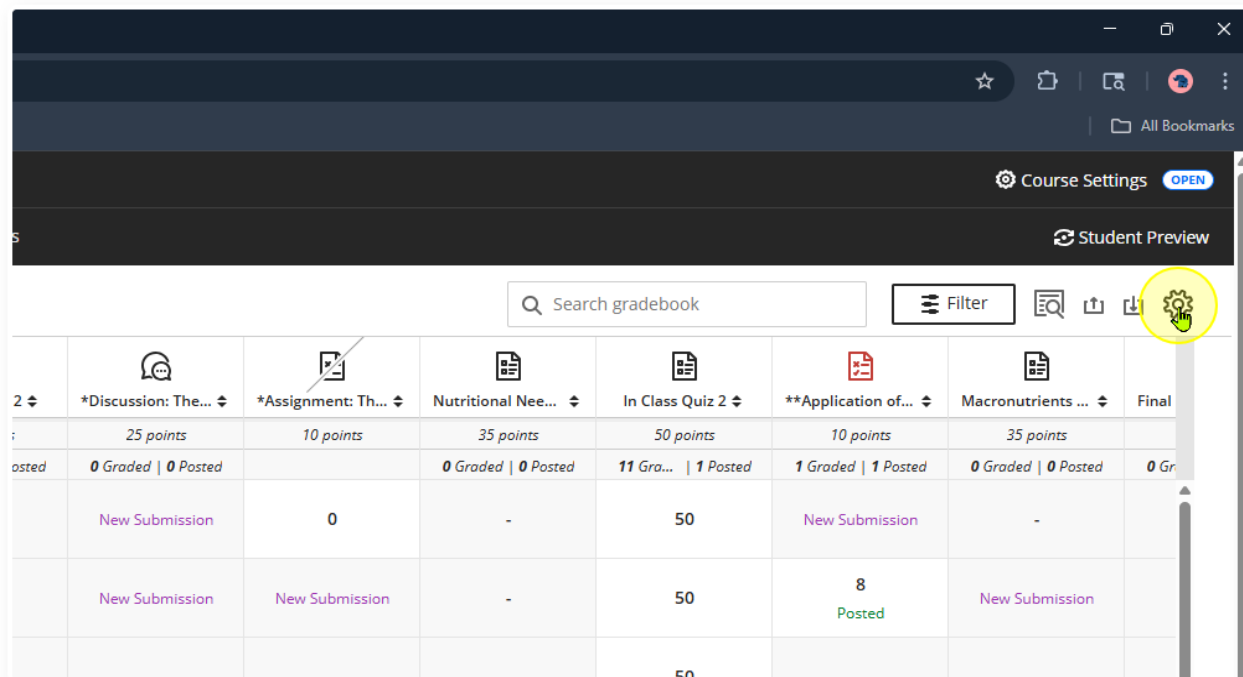 All Bookmarks
Course Settings OPEN
s
Student Preview
Search gradebook
Filter
2 *Discussion: The... *Assignment: Th... Nutritional Nee... In Class Quiz 2 **Application of... Macronutrients ... Final
25 points 10 points 35 points 50 points 10 points 35 points
osted 0 Graded | 0 Posted 0 Graded | 0 Posted 11 Gra... | 1 Posted 1 Graded | 1 Posted 0 Graded | 0 Posted 0 Gr
New Submission 0 - 50 New Submission -
New Submission New Submission - 50 8 New Submission
Posted
50